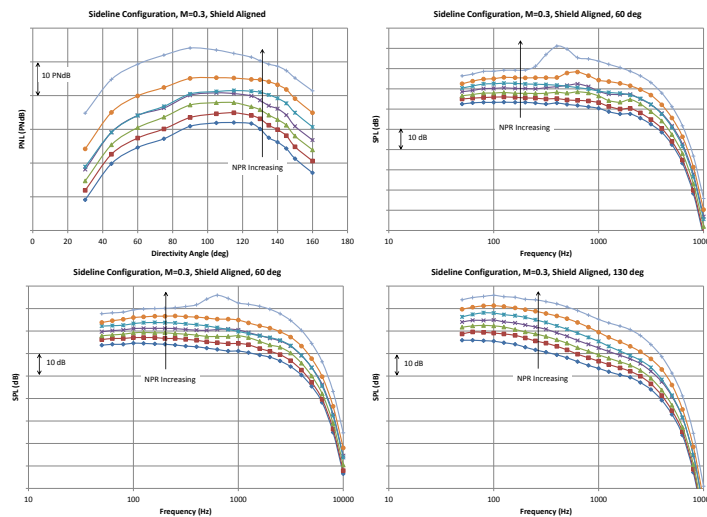 Sideline Configuration, M=0.3, Shield Aligned
10 PNdB
PNL (PNdB)
NPR Increasing
0 20 40 60 80 100 120 140 160 180
Directivity Angle (deg)
Sideline Configuration, M=0.3, Shield Aligned, 60 deg
10 dB
SPL (dB)
NPR Increasing
10 100 1000 1000
Frequency (Hz)
Sideline Configuration, M=0.3, Shield Aligned, 60 deg
10 dB
SPL (dB)
NPR Increasing
10 100 1000 10000
Frequency (Hz)
Sideline Configuration, M=0.3, Shield Aligned, 130 deg
10 dB
SPL (dB)
NPR Increasing
10 100 1000 1000
Frequency (Hz)